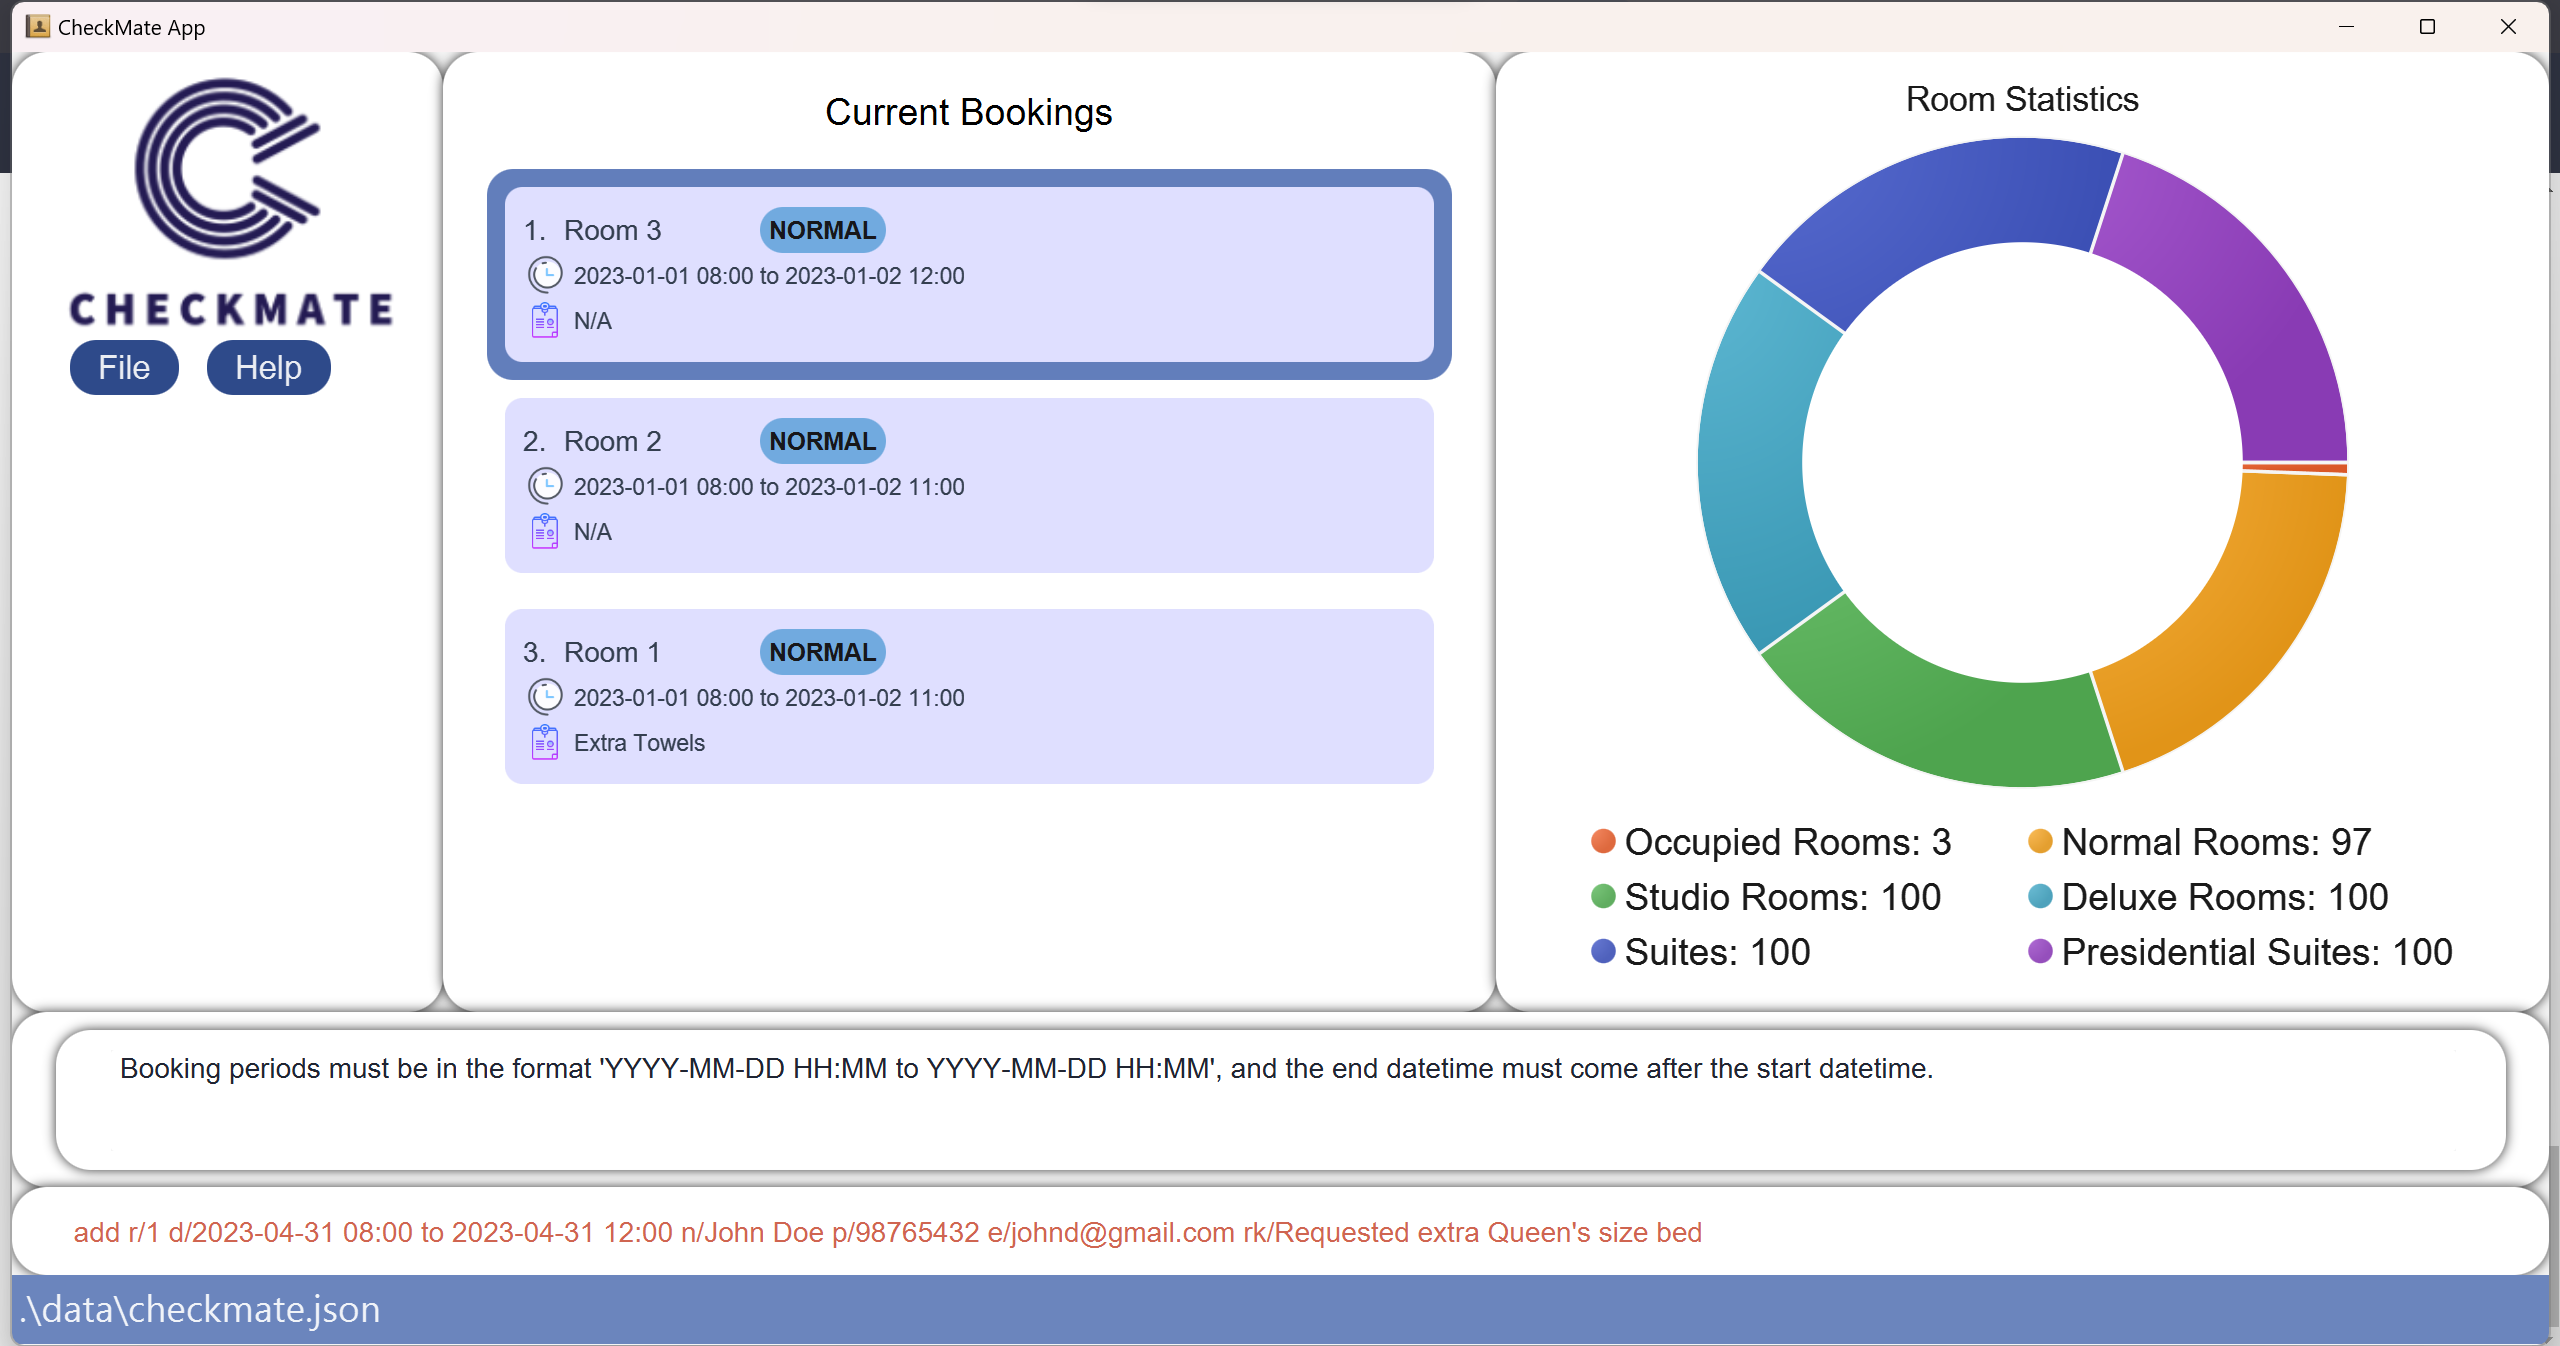 CheckMate App
CHECKMATE
File Help
Current Bookings
1. Room 3 NORMAL
2023-01-01 08:00 to 2023-01-02 12:00
N/A
2. Room 2 NORMAL
2023-01-01 08:00 to 2023-01-02 11:00
N/A
3. Room 1 NORMAL
2023-01-01 08:00 to 2023-01-02 11:00
Extra Towels
Room Statistics
Occupied Rooms: 3 Normal Rooms: 97
Studio Rooms: 100 Deluxe Rooms: 100
Suites: 100 Presidential Suites: 100
Booking periods must be in the format 'YYYY-MM-DD HH:MM to YYYY-MM-DD HH:MM', and the end datetime must come after the start datetime.
add r/1 d/2023-04-31 08:00 to 2023-04-31 12:00 n/John Doe p/98765432 e/johnd@gmail.com rk/Requested extra Queen's size bed
.\data\checkmate.json